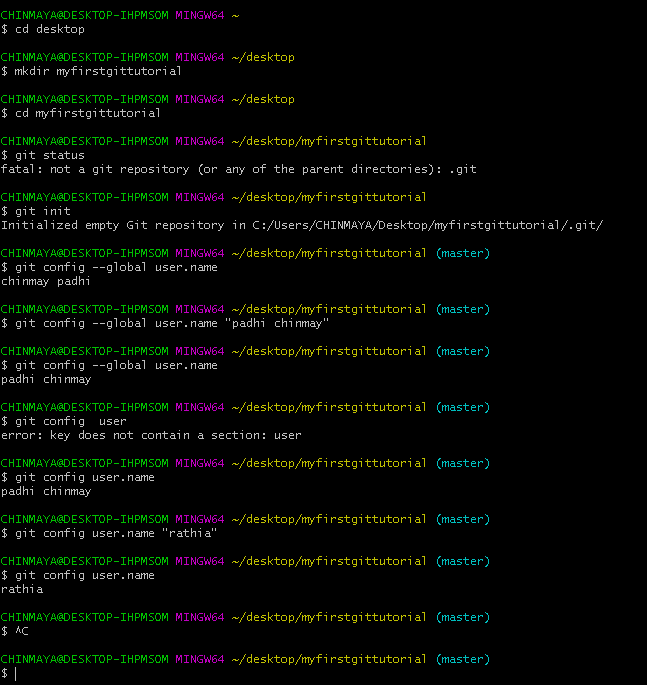 CHINMAYA@DESKTOP-IHPMSOM MINGW64 ~
$ cd desktop
CHINMAYA@DESKTOP-IHPMSOM MINGW64 ~/desktop
$ mkdir myfirstgittutorial
CHINMAYA@DESKTOP-IHPMSOM MINGW64 ~/desktop
$ cd myfirstgittutorial
CHINMAYA@DESKTOP-IHPMSOM MINGW64 ~/desktop/myfirstgittutorial
$ git status
fatal: not a git repository (or any of the parent directories): .git
CHINMAYA@DESKTOP-IHPMSOM MINGW64 ~/desktop/myfirstgittutorial
$ git init
Initialized empty Git repository in C:/Users/CHINMAYA/Desktop/myfirstgittutorial/.git/
CHINMAYA@DESKTOP-IHPMSOM MINGW64 ~/desktop/myfirstgittutorial (master)
$ git config --global user.name
chinmay padhi
CHINMAYA@DESKTOP-IHPMSOM MINGW64 ~/desktop/myfirstgittutorial (master)
$ git config --global user.name "padhi chinmay"
CHINMAYA@DESKTOP-IHPMSOM MINGW64 ~/desktop/myfirstgittutorial (master)
$ git config --global user.name
padhi chinmay
CHINMAYA@DESKTOP-IHPMSOM MINGW64 ~/desktop/myfirstgittutorial (master)
$ git config  user
error: key does not contain a section: user
CHINMAYA@DESKTOP-IHPMSOM MINGW64 ~/desktop/myfirstgittutorial (master)
$ git config user.name
padhi chinmay
CHINMAYA@DESKTOP-IHPMSOM MINGW64 ~/desktop/myfirstgittutorial (master)
$ git config user.name "rathia"
CHINMAYA@DESKTOP-IHPMSOM MINGW64 ~/desktop/myfirstgittutorial (master)
$ git config user.name
rathia
CHINMAYA@DESKTOP-IHPMSOM MINGW64 ~/desktop/myfirstgittutorial (master)
$ ^C
CHINMAYA@DESKTOP-IHPMSOM MINGW64 ~/desktop/myfirstgittutorial (master)
$